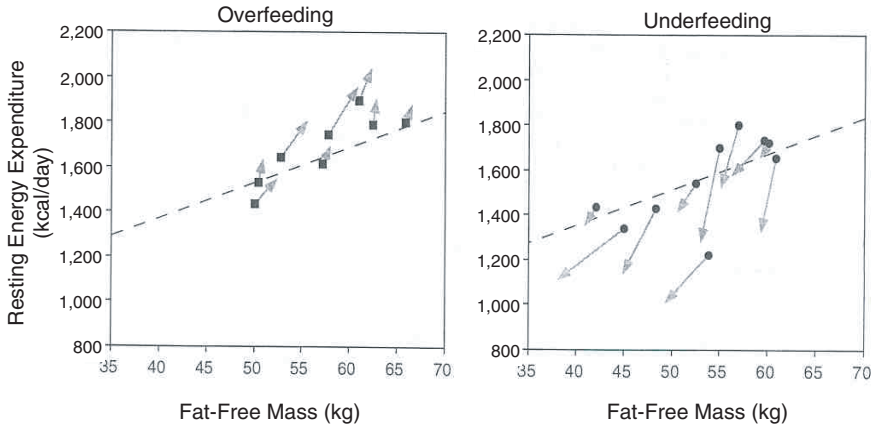 Overfeeding
Underfeeding
Resting Energy Expenditure
(kcal/day)
2,200
2,000
1,800
1,600
1,400
1,200
1,000
800
35 40 45 50 55 60 65 70
Fat-Free Mass (kg)
2,200
2,000
1,800
1,600
1,400
1,200
1,000
800
35 40 45 50 55 60 65 70
Fat-Free Mass (kg)